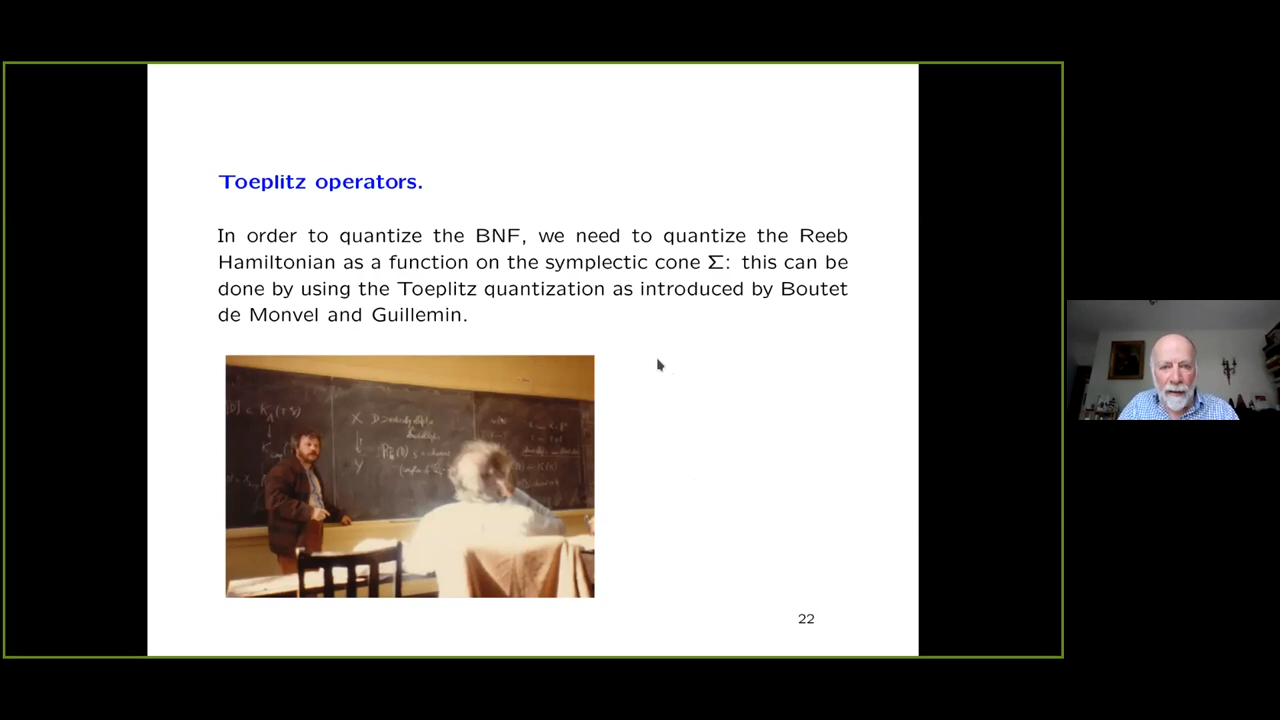 Toeplitz operators.
In order to quantize the BNF, we need to quantize the Reeb
Hamiltonian as a function on the symplectic cone Σ: this can be
done by using the Toeplitz quantization as introduced by Boutet
de Monvel and Guillemin.
X
Y
22